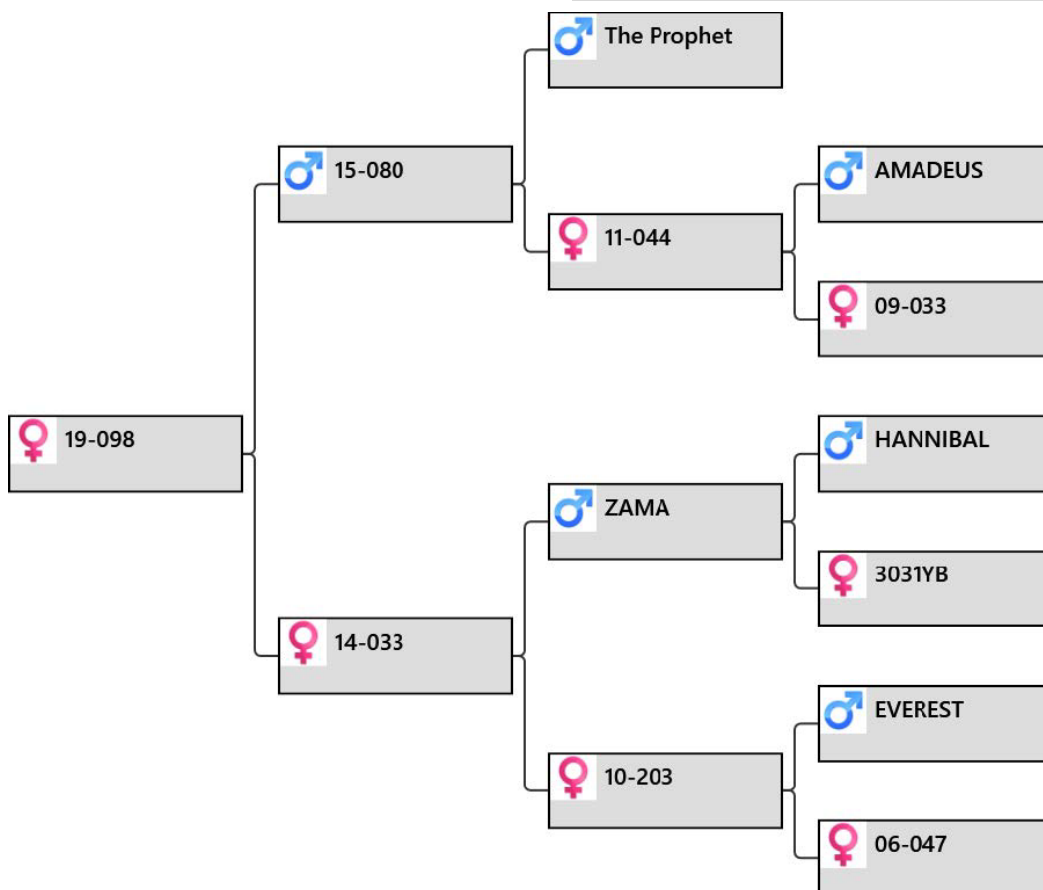 The Prophet
15-080
AMADEUS
11-044
09-033
19-098
HANNIBAL
ZAMA
3031YB
14-033
EVEREST
10-203
06-047